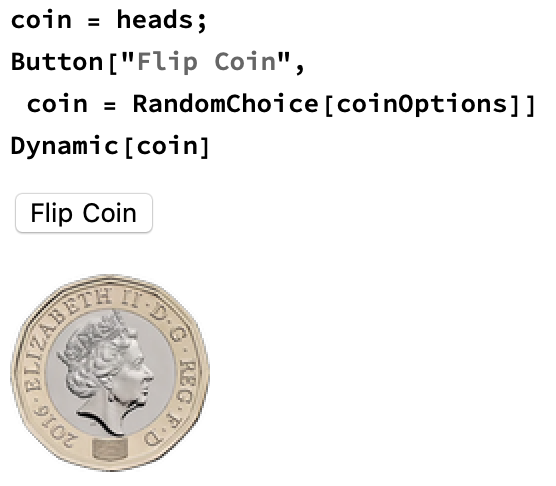 coin = heads;
Button["Flip Coin",
coin = RandomChoice[coinOptions]]
Dynamic[coin]
Flip Coin
2016 · ELIZABETH II · D · G · REG · F · D